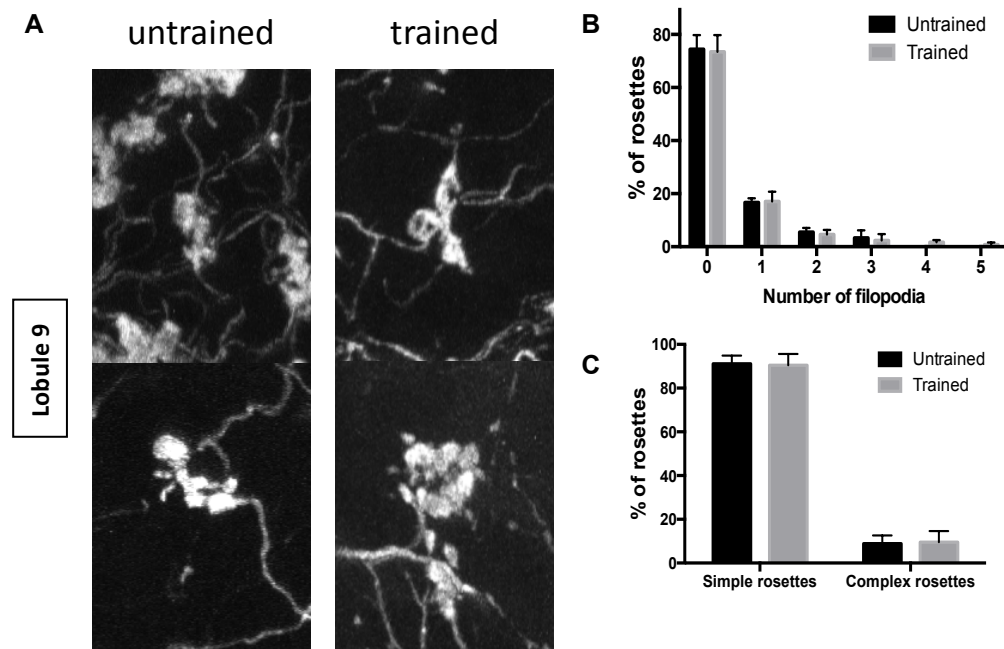 A
untrained trained
Lobule 9
B
Untrained
Trained
80
60
40
20
0
% of rosettes
0 1 2 3 4 5
Number of filopodia
C
Untrained
Trained
100
80
60
40
20
0
% of rosettes
Simple rosettes Complex rosettes